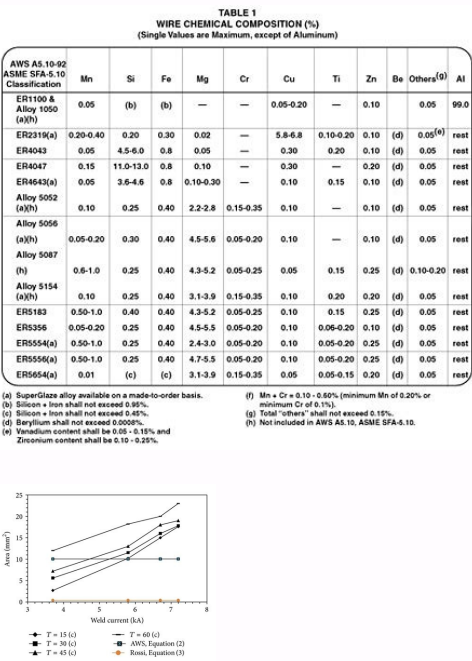 TABLE 1
WIRE CHEMICAL COMPOSITION (%)
(Single Values are Maximum, except of Aluminum)
AWS A5.10-92
ASME SFA-5.10
Classification Mn Si Fe Mg Cr Cu Ti Zn Be Others(g) Al
ER1100 &
Alloy 1050
(a)(h) 0.05 (b) (b) — — 0.05-0.20 — 0.10 0.05 99.0
ER2319(a) 0.20-0.40 0.20 0.30 0.02 — 5.8-6.8 0.10-0.20 0.10 (d) 0.05(e) rest
ER4043 0.05 4.5-6.0 0.8 0.05 — 0.30 0.20 0.10 (d) 0.05 rest
ER4047 0.15 11.0-13.0 0.8 0.10 — 0.30 — 0.20 (d) 0.05 rest
ER4643(a) 0.05 3.6-4.6 0.8 0.10-0.30 — 0.10 0.15 0.10 (d) 0.05 rest
Alloy 5052
(a)(h) 0.10 0.25 0.40 2.2-2.8 0.15-0.35 0.10 — 0.10 (d) 0.05 rest
Alloy 5056
(a)(h) 0.05-0.20 0.30 0.40 4.5-5.6 0.05-0.20 0.10 — 0.10 (d) 0.05 rest
Alloy 5087
(h) 0.6-1.0 0.25 0.40 4.3-5.2 0.05-0.25 0.05 0.15 0.25 (d) 0.10-0.20 rest
Alloy 5154
(a)(h) 0.10 0.25 0.40 3.1-3.9 0.15-0.35 0.10 0.20 0.20 (d) 0.05 rest
ER5183 0.50-1.0 0.40 0.40 4.3-5.2 0.05-0.25 0.10 0.15 0.25 (d) 0.05 rest
ER5356 0.05-0.20 0.25 0.40 4.5-5.5 0.05-0.20 0.10 0.06-0.20 0.10 (d) 0.05 rest
ER5554(a) 0.50-1.0 0.25 0.40 2.4-3.0 0.05-0.20 0.10 0.05-0.20 0.25 (d) 0.05 rest
ER5556(a) 0.50-1.0 0.25 0.40 4.7-5.5 0.05-0.20 0.10 0.05-0.20 0.25 (d) 0.05 rest
ER5654(a) 0.01 (c) (c) 3.1-3.9 0.15-0.35 0.05 0.05-0.15 0.20 (d) 0.05 rest
(a) SuperGlaze alloy available on a made-to-order basis.
(b) Silicon + Iron shall not exceed 0.95%.
(c) Silicon + Iron shall not exceed 0.45%.
(d) Beryllium shall not exceed 0.0008%.
(e) Vanadium content shall be 0.05 - 0.15% and
Zirconium content shall be 0.10 - 0.25%.
(f) Mn + Cr = 0.10 - 0.60% (minimum Mn of 0.20% or
minimum Cr of 0.1%).
(g) Total "others" shall not exceed 0.15%.
(h) Not included in AWS A5.10, ASME SFA-5.10.
25
20
15
10
5
0
Area (mm²)
3 4 5 6 7 8
Weld current (kA)
T = 15 (c) T = 60 (c)
T = 30 (c) AWS, Equation (2)
T = 45 (c) Rossi, Equation (3)